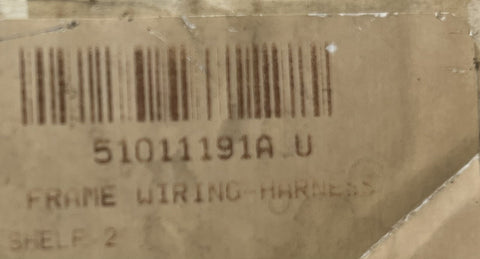 51011191A U
FRAME WIRING-HARNESS
SHELF 2